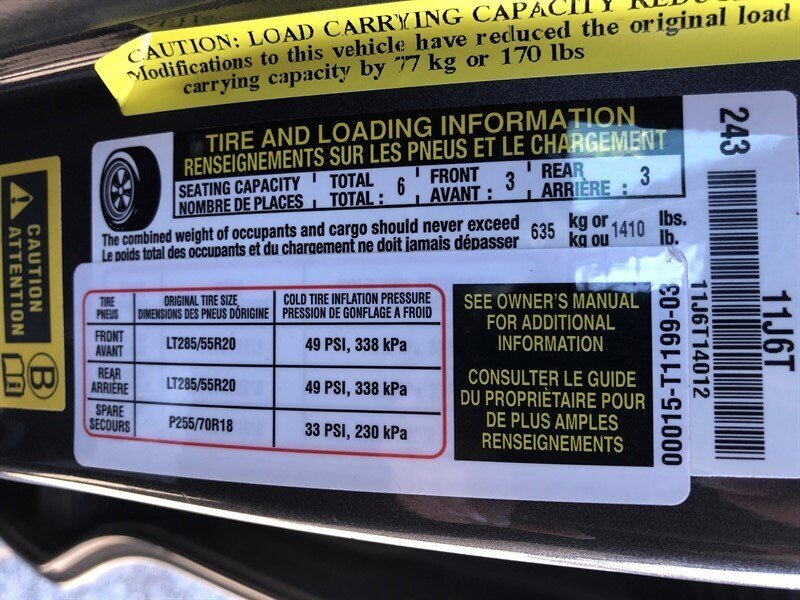 CAUTION: LOAD CARRYING CAPACITY
Modifications to this vehicle have reduced the original load
carrying capacity by 77 kg or 170 lbs
CAUTION
ATTENTION
B
TIRE AND LOADING INFORMATION
RENSEIGNEMENTS SUR LES PNEUS ET LE CHARGEMENT
SEATING CAPACITY TOTAL 6 FRONT 3 REAR 3
NOMBRE DE PLACES TOTAL : AVANT : ARRIÈRE :
The combined weight of occupants and cargo should never exceed 635 kg or 1410 lbs.
Le poids total des occupants et du chargement ne doit jamais dépasser kg ou lb.
TIRE ORIGINAL TIRE SIZE COLD TIRE INFLATION PRESSURE
PNEUS DIMENSIONS DES PNEUS DÓRIGINE PRESSION DE GONFLAGE A FROID
FRONT
AVANT LT285/55R20 49 PSI, 338 kPa
REAR
ARRIÈRE LT285/55R20 49 PSI, 338 kPa
SPARE
SECOURS P255/70R18 33 PSI, 230 kPa
SEE OWNER'S MANUAL
FOR ADDITIONAL
INFORMATION
CONSULTER LE GUIDE
DU PROPRIÉTAIRE POUR
DE PLUS AMPLES
RENSEIGNEMENTS
00015-T1199-03
243
11J6T14012
11J6T